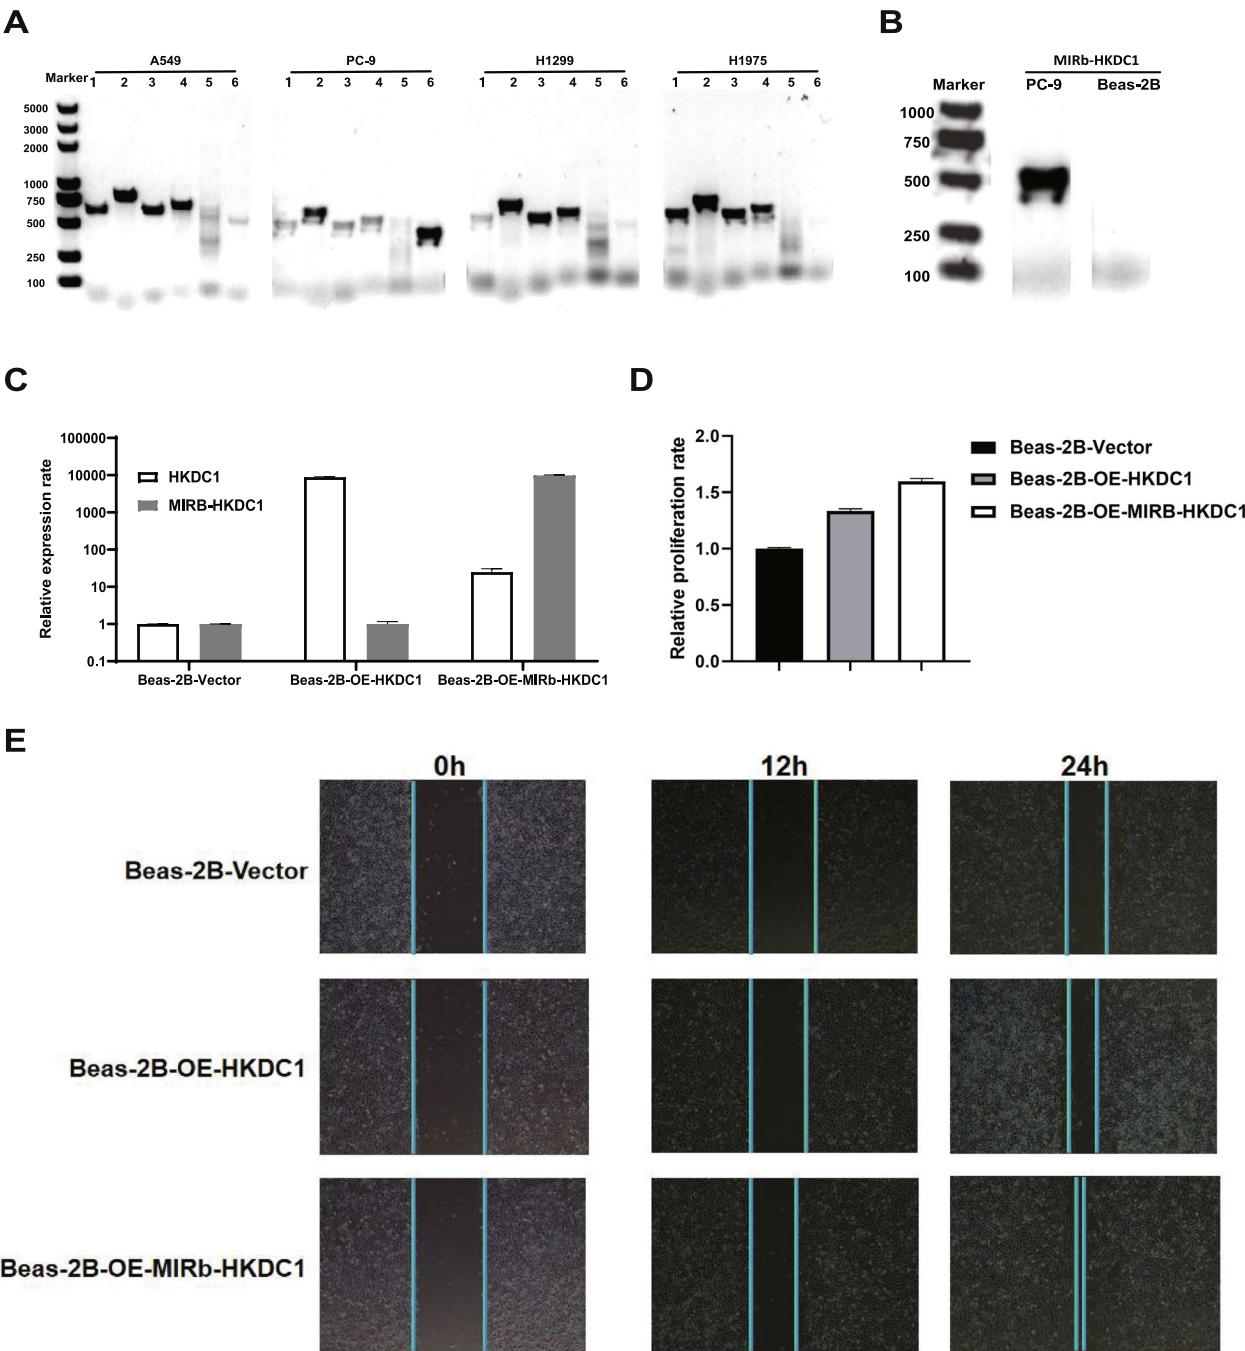 A
B
A549
PC-9
H1299
H1975
Marker 1 2 3 4 5 6
1 2 3 4 5 6
1 2 3 4 5 6
1 2 3 4 5 6
5000
3000
2000
1000
750
500
250
100
MIRb-HKDC1
Marker PC-9 Beas-2B
1000
750
500
250
100
C
D
Relative expression rate
100000
10000
1000
100
10
1
0.1
HKDC1
MIRB-HKDC1
Beas-2B-Vector
Beas-2B-OE-HKDC1
Beas-2B-OE-MIRb-HKDC1
Relative proliferation rate
2.0
1.5
1.0
0.5
0.0
Beas-2B-Vector
Beas-2B-OE-HKDC1
Beas-2B-OE-MIRB-HKDC1
E
0h 12h 24h
Beas-2B-Vector
Beas-2B-OE-HKDC1
Beas-2B-OE-MIRb-HKDC1